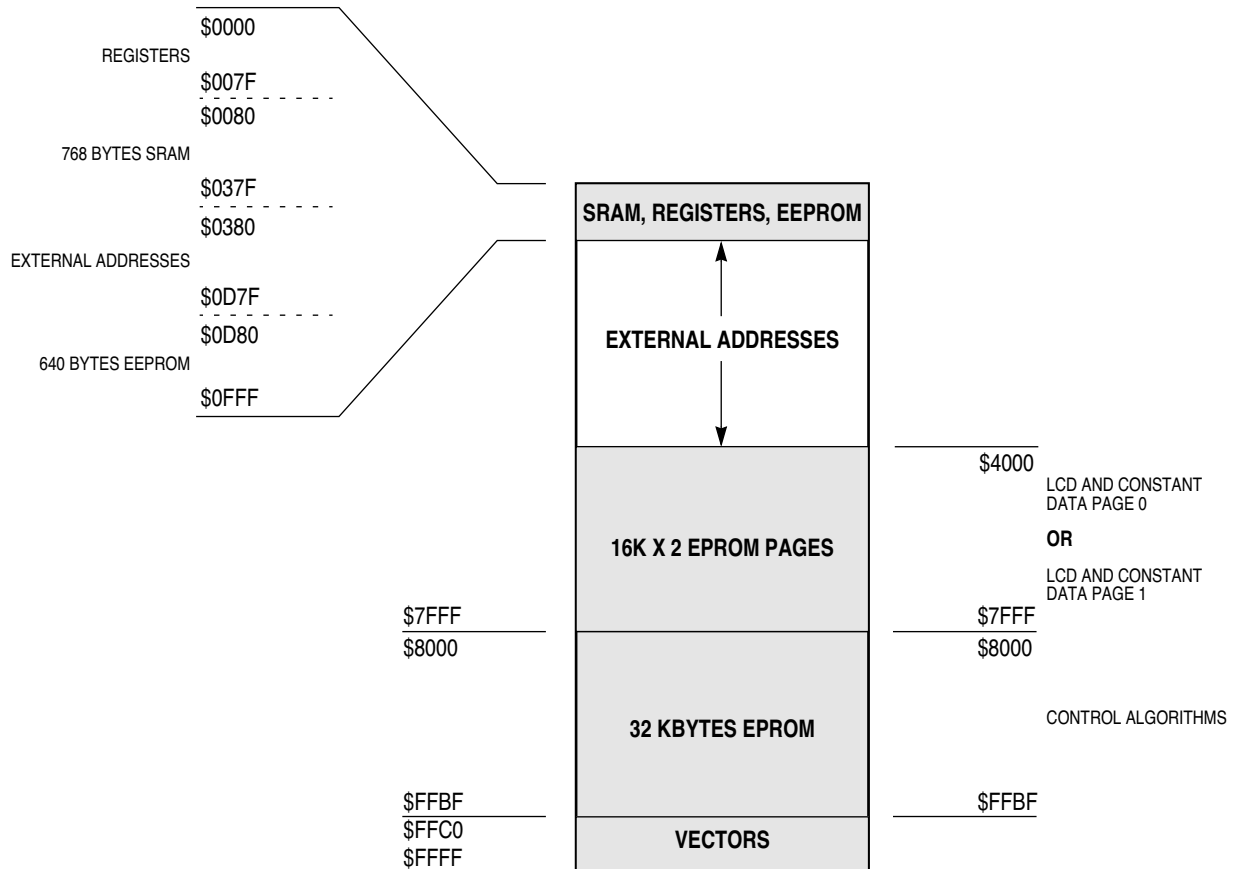 $0000
REGISTERS
$007F
$0080
768 BYTES SRAM
$037F
$0380
EXTERNAL ADDRESSES
$0D7F
$0D80
640 BYTES EEPROM
$0FFF
SRAM, REGISTERS, EEPROM
EXTERNAL ADDRESSES
16K X 2 EPROM PAGES
$7FFF
$8000
32 KBYTES EPROM
$FFBF
$FFC0
$FFFF
VECTORS
$4000
LCD AND CONSTANT
DATA PAGE 0
OR
LCD AND CONSTANT
DATA PAGE 1
$7FFF
$8000
CONTROL ALGORITHMS
$FFBF